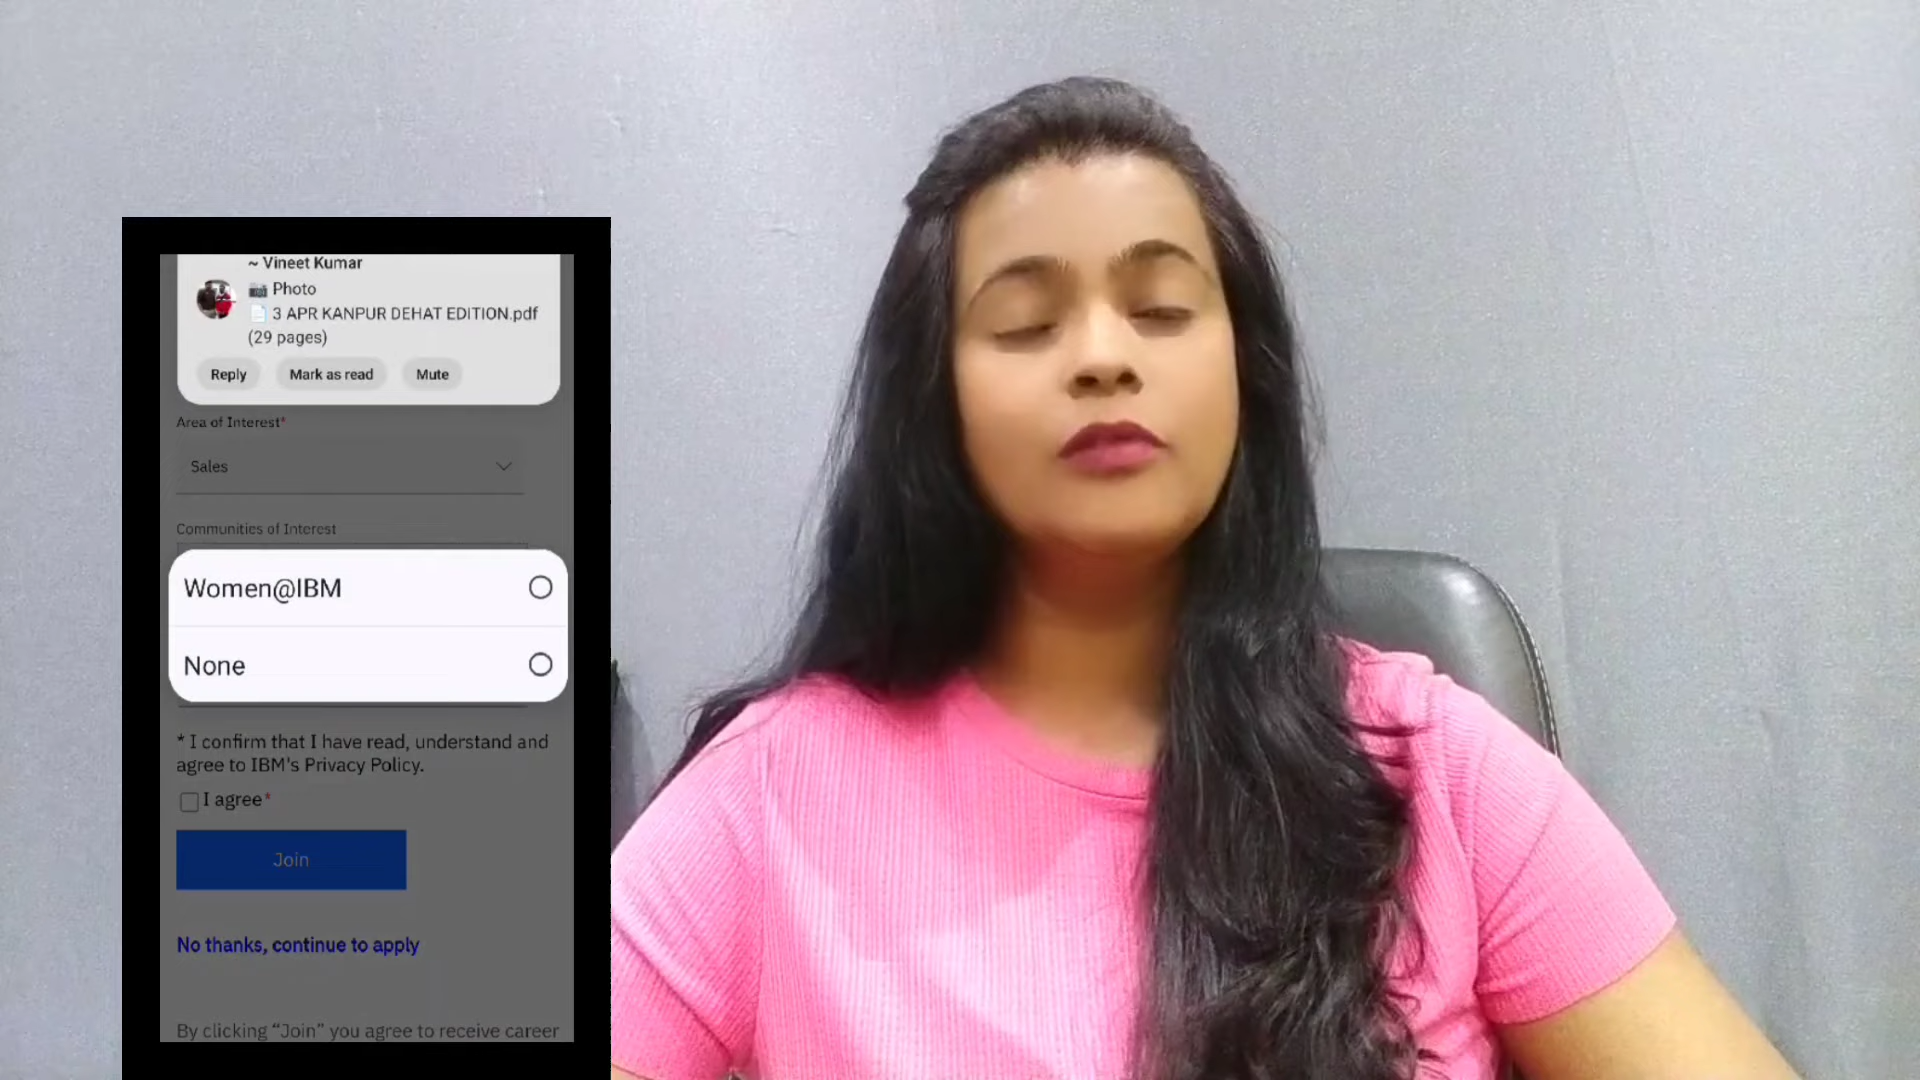 ~ Vineet Kumar
Photo
3 APR KANPUR DEHAT EDITION.pdf
(29 pages)
Reply Mark as read Mute
Area of Interest*
Sales
Communities of Interest
Women@IBM
None
* I confirm that I have read, understand and
agree to IBM's Privacy Policy.
I agree*
Join
No thanks, continue to apply
By clicking “Join” you agree to receive career